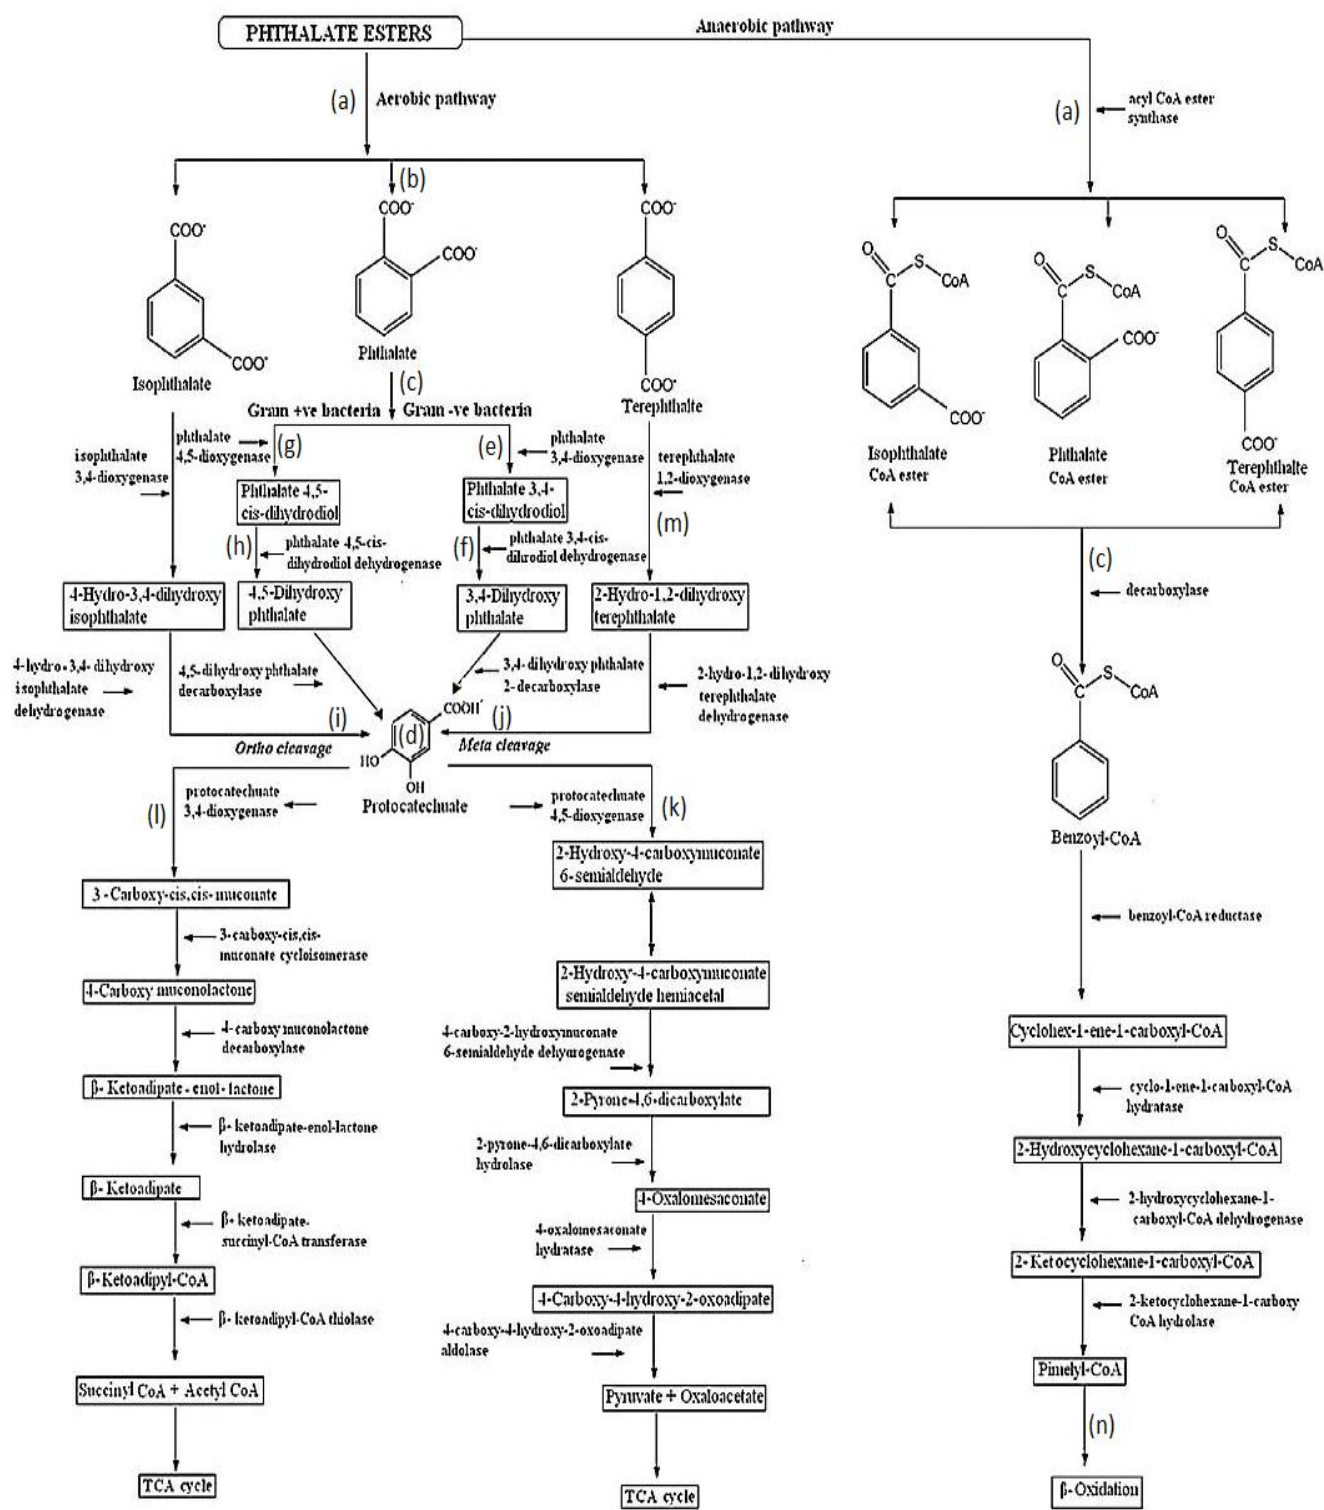 PHTHALATE ESTERS
Anaerobic pathway
(a)
Aerobic pathway
(a)
acyl CoA ester
synthase
(b)
COO⁻
COO⁻
COO⁻
COO⁻
COO⁻
COO⁻
Isophthalate
Phthalate
Terephthalte
O
C
S
CoA
COO⁻
O
C
S
CoA
COO⁻
O
C
S
CoA
COO⁻
Isophthalate
CoA ester
Phthalate
CoA ester
Terephthalte
CoA ester
(c)
Gram +ve bacteria
Gram -ve bacteria
isophthalate
3,4-dioxygenase
phthalate
4,5-dioxygenase
(g)
(e)
phthalate
3,4-dioxygenase
terephthalate
1,2-dioxygenase
Phthalate 4,5-
cis-dihydrodiol
Phthalate 3,4-
cis-dihydrodiol
(m)
(h)
phthalate 4,5-cis-
dihydrodiol dehydrogenase
(f)
phthalate 3,4-cis-
dihrodiol dehydrogenase
(c)
decarboxylase
4-Hydro-3,4-dihydroxy
isophthalate
4,5-Dihydroxy
phthalate
3,4-Dihydroxy
phthalate
2-Hydro-1,2-dihydroxy
terephthalate
4-hydro-3,4-dihydroxy
isophthalate
dehydrogenase
4,5-dihydroxy phthalate
decarboxylase
3,4-dihydroxy phthalate
2-decarboxylase
2-hydro-1,2-dihydroxy
terephthalate
dehydrogenase
O
C
S
CoA
(i)
(d)
COOH
(j)
Ortho cleavage
Meta cleavage
HO
OH
Protocatechuate
(l)
protocatechuate
3,4-dioxygenase
protocatechuate
4,5-dioxygenase
(k)
Benzoyl-CoA
2-Hydroxy-4-carboxymuconate
6-semialdehyde
3-Carboxy-cis,cis-muconate
benzoyl-CoA reductase
3-carboxy-cis,cis-
muconate cycloisomerase
4-Carboxy muconolactone
2-Hydroxy-4-carboxymuconate
semialdehyde hemiacetal
4-carboxy muconolactone
decarboxylase
4-carboxy-2-hydroxymuconate
6-semialdehyde dehydrogenase
Cyclohex-1-ene-1-carboxyl-CoA
β-Ketoadipate-enol-lactone
2-Pyrone-4,6-dicarboxylate
cyclo-1-ene-1-carboxyl-CoA
hydratase
β-ketoadipate-enol-lactone
hydrolase
2-pyrone-4,6-dicarboxylate
hydrolase
2-Hydroxycyclohexane-1-carboxyl-CoA
β-Ketoadipate
4-Oxalomesaconate
2-hydroxycyclohexane-1-
carboxyl-CoA dehydrogenase
β-ketoadipate-
succinyl-CoA transferase
4-oxalomesaconate
hydratase
2-Ketocyclohexane-1-carboxyl-CoA
β-Ketoadipyl-CoA
4-Carboxy-4-hydroxy-2-oxoadipate
2-ketocyclohexane-1-carboxy
CoA hydrolase
β-ketoadipyl-CoA thiolase
4-carboxy-4-hydroxy-2-oxoadipate
aldolase
Pimelyl-CoA
Succinyl CoA + Acetyl CoA
Pyruvate + Oxaloacetate
(n)
TCA cycle
TCA cycle
β-Oxidation